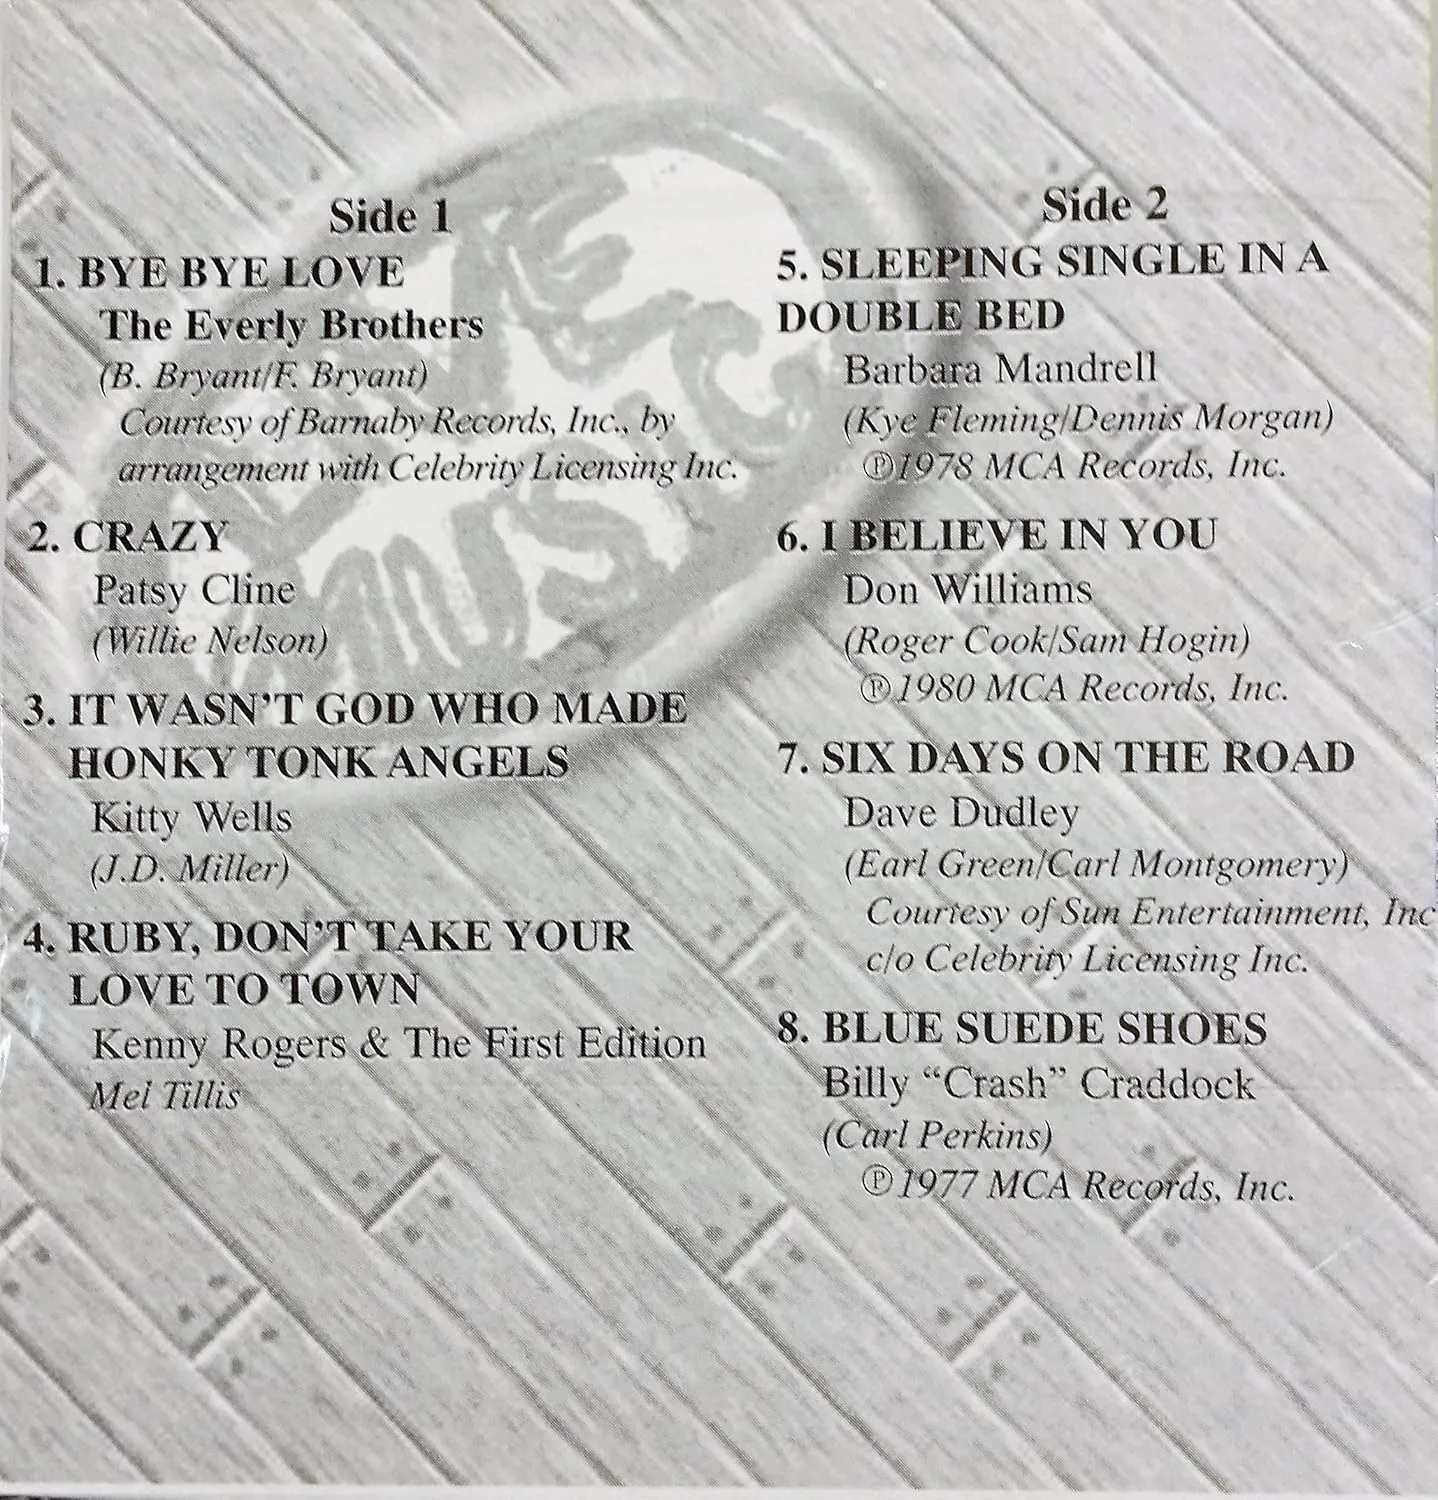 Side 1
1. BYE BYE LOVE
The Everly Brothers
(B. Bryant/F. Bryant)
Courtesy of Barnaby Records, Inc., by
arrangement with Celebrity Licensing Inc.
2. CRAZY
Patsy Cline
(Willie Nelson)
3. IT WASN'T GOD WHO MADE
HONKY TONK ANGELS
Kitty Wells
(J.D. Miller)
4. RUBY, DON'T TAKE YOUR
LOVE TO TOWN
Kenny Rogers & The First Edition
Mel Tillis
Side 2
5. SLEEPING SINGLE IN A
DOUBLE BED
Barbara Mandrell
(Kye Fleming/Dennis Morgan)
℗1978 MCA Records, Inc.
6. I BELIEVE IN YOU
Don Williams
(Roger Cook/Sam Hogin)
℗1980 MCA Records, Inc.
7. SIX DAYS ON THE ROAD
Dave Dudley
(Earl Green/Carl Montgomery)
Courtesy of Sun Entertainment, Inc
c/o Celebrity Licensing Inc.
8. BLUE SUEDE SHOES
Billy “Crash” Craddock
(Carl Perkins)
℗1977 MCA Records, Inc.
LIVE
MUSIC